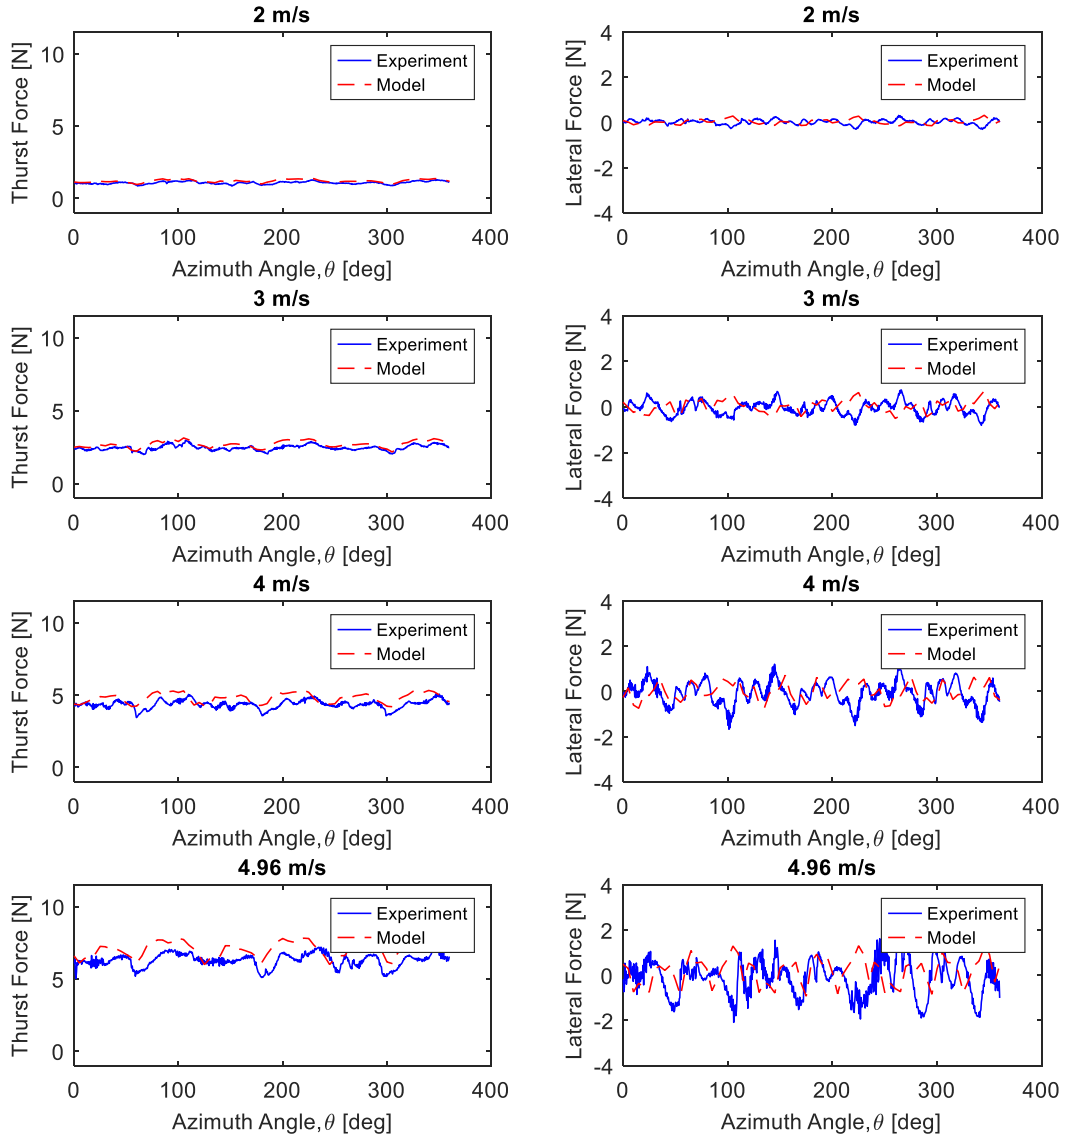 2 m/s
Thurst Force [N]
10
5
0
Experiment
Model
0 100 200 300 400
Azimuth Angle, θ [deg]
2 m/s
Lateral Force [N]
4
2
0
-2
-4
Experiment
Model
0 100 200 300 400
Azimuth Angle, θ [deg]
3 m/s
Thurst Force [N]
10
5
0
Experiment
Model
0 100 200 300 400
Azimuth Angle, θ [deg]
3 m/s
Lateral Force [N]
4
2
0
-2
-4
Experiment
Model
0 100 200 300 400
Azimuth Angle, θ [deg]
4 m/s
Thurst Force [N]
10
5
0
Experiment
Model
0 100 200 300 400
Azimuth Angle, θ [deg]
4 m/s
Lateral Force [N]
4
2
0
-2
-4
Experiment
Model
0 100 200 300 400
Azimuth Angle, θ [deg]
4.96 m/s
Thurst Force [N]
10
5
0
Experiment
Model
0 100 200 300 400
Azimuth Angle, θ [deg]
4.96 m/s
Lateral Force [N]
4
2
0
-2
-4
Experiment
Model
0 100 200 300 400
Azimuth Angle, θ [deg]